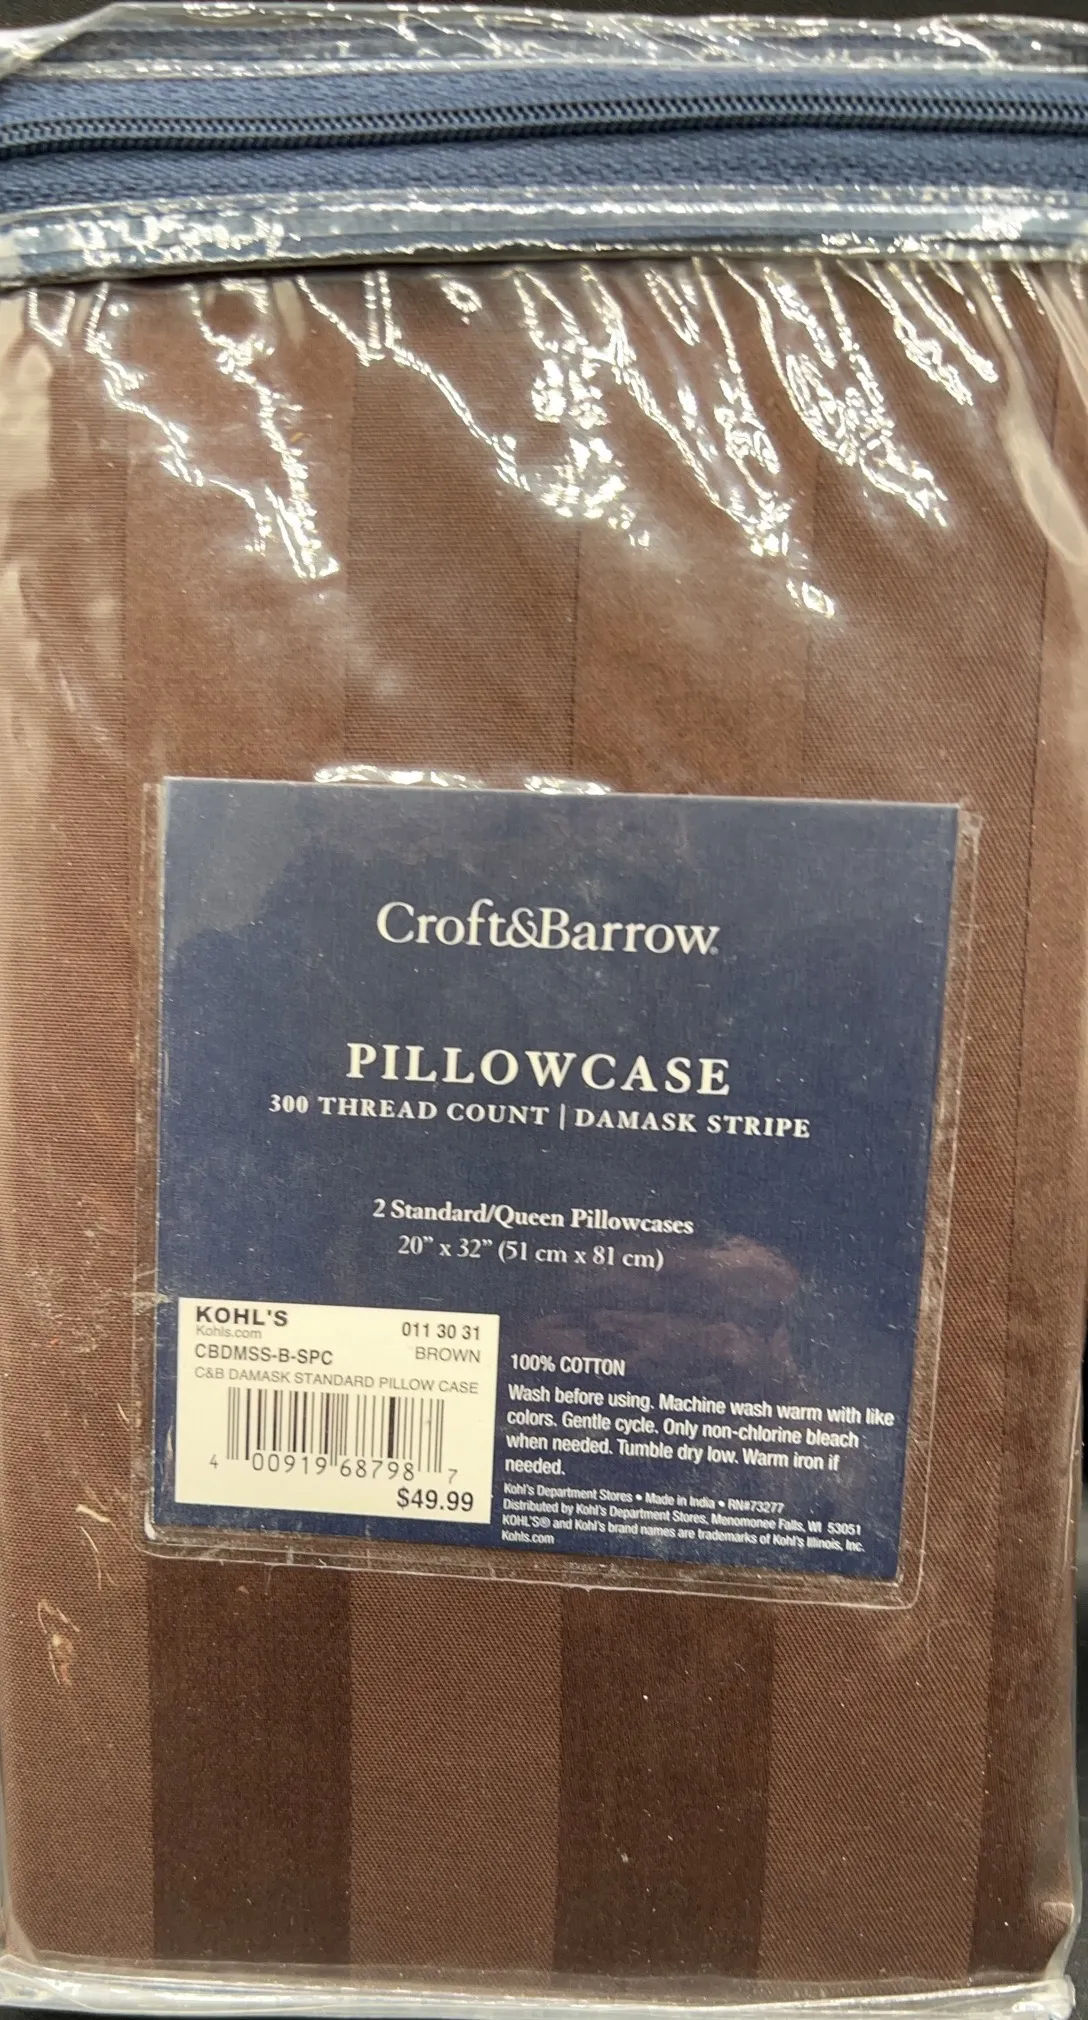 Croft&Barrow®
PILLOWCASE
300 THREAD COUNT | DAMASK STRIPE
2 Standard/Queen Pillowcases
20” x 32” (51 cm x 81 cm)
KOHL'S
Kohls.com
011 30 31
CBDMSS-B-SPC
BROWN
C&B DAMASK STANDARD PILLOW CASE
4 00919 68798 7
$49.99
100% COTTON
Wash before using. Machine wash warm with like
colors. Gentle cycle. Only non-chlorine bleach
when needed. Tumble dry low. Warm iron if
needed.
Kohl's Department Stores • Made in India • RN#73277
Distributed by Kohl's Department Stores, Menomonee Falls, WI 53051
KOHL'S® and Kohl's brand names are trademarks of Kohl's Illinois, Inc.
Kohls.com